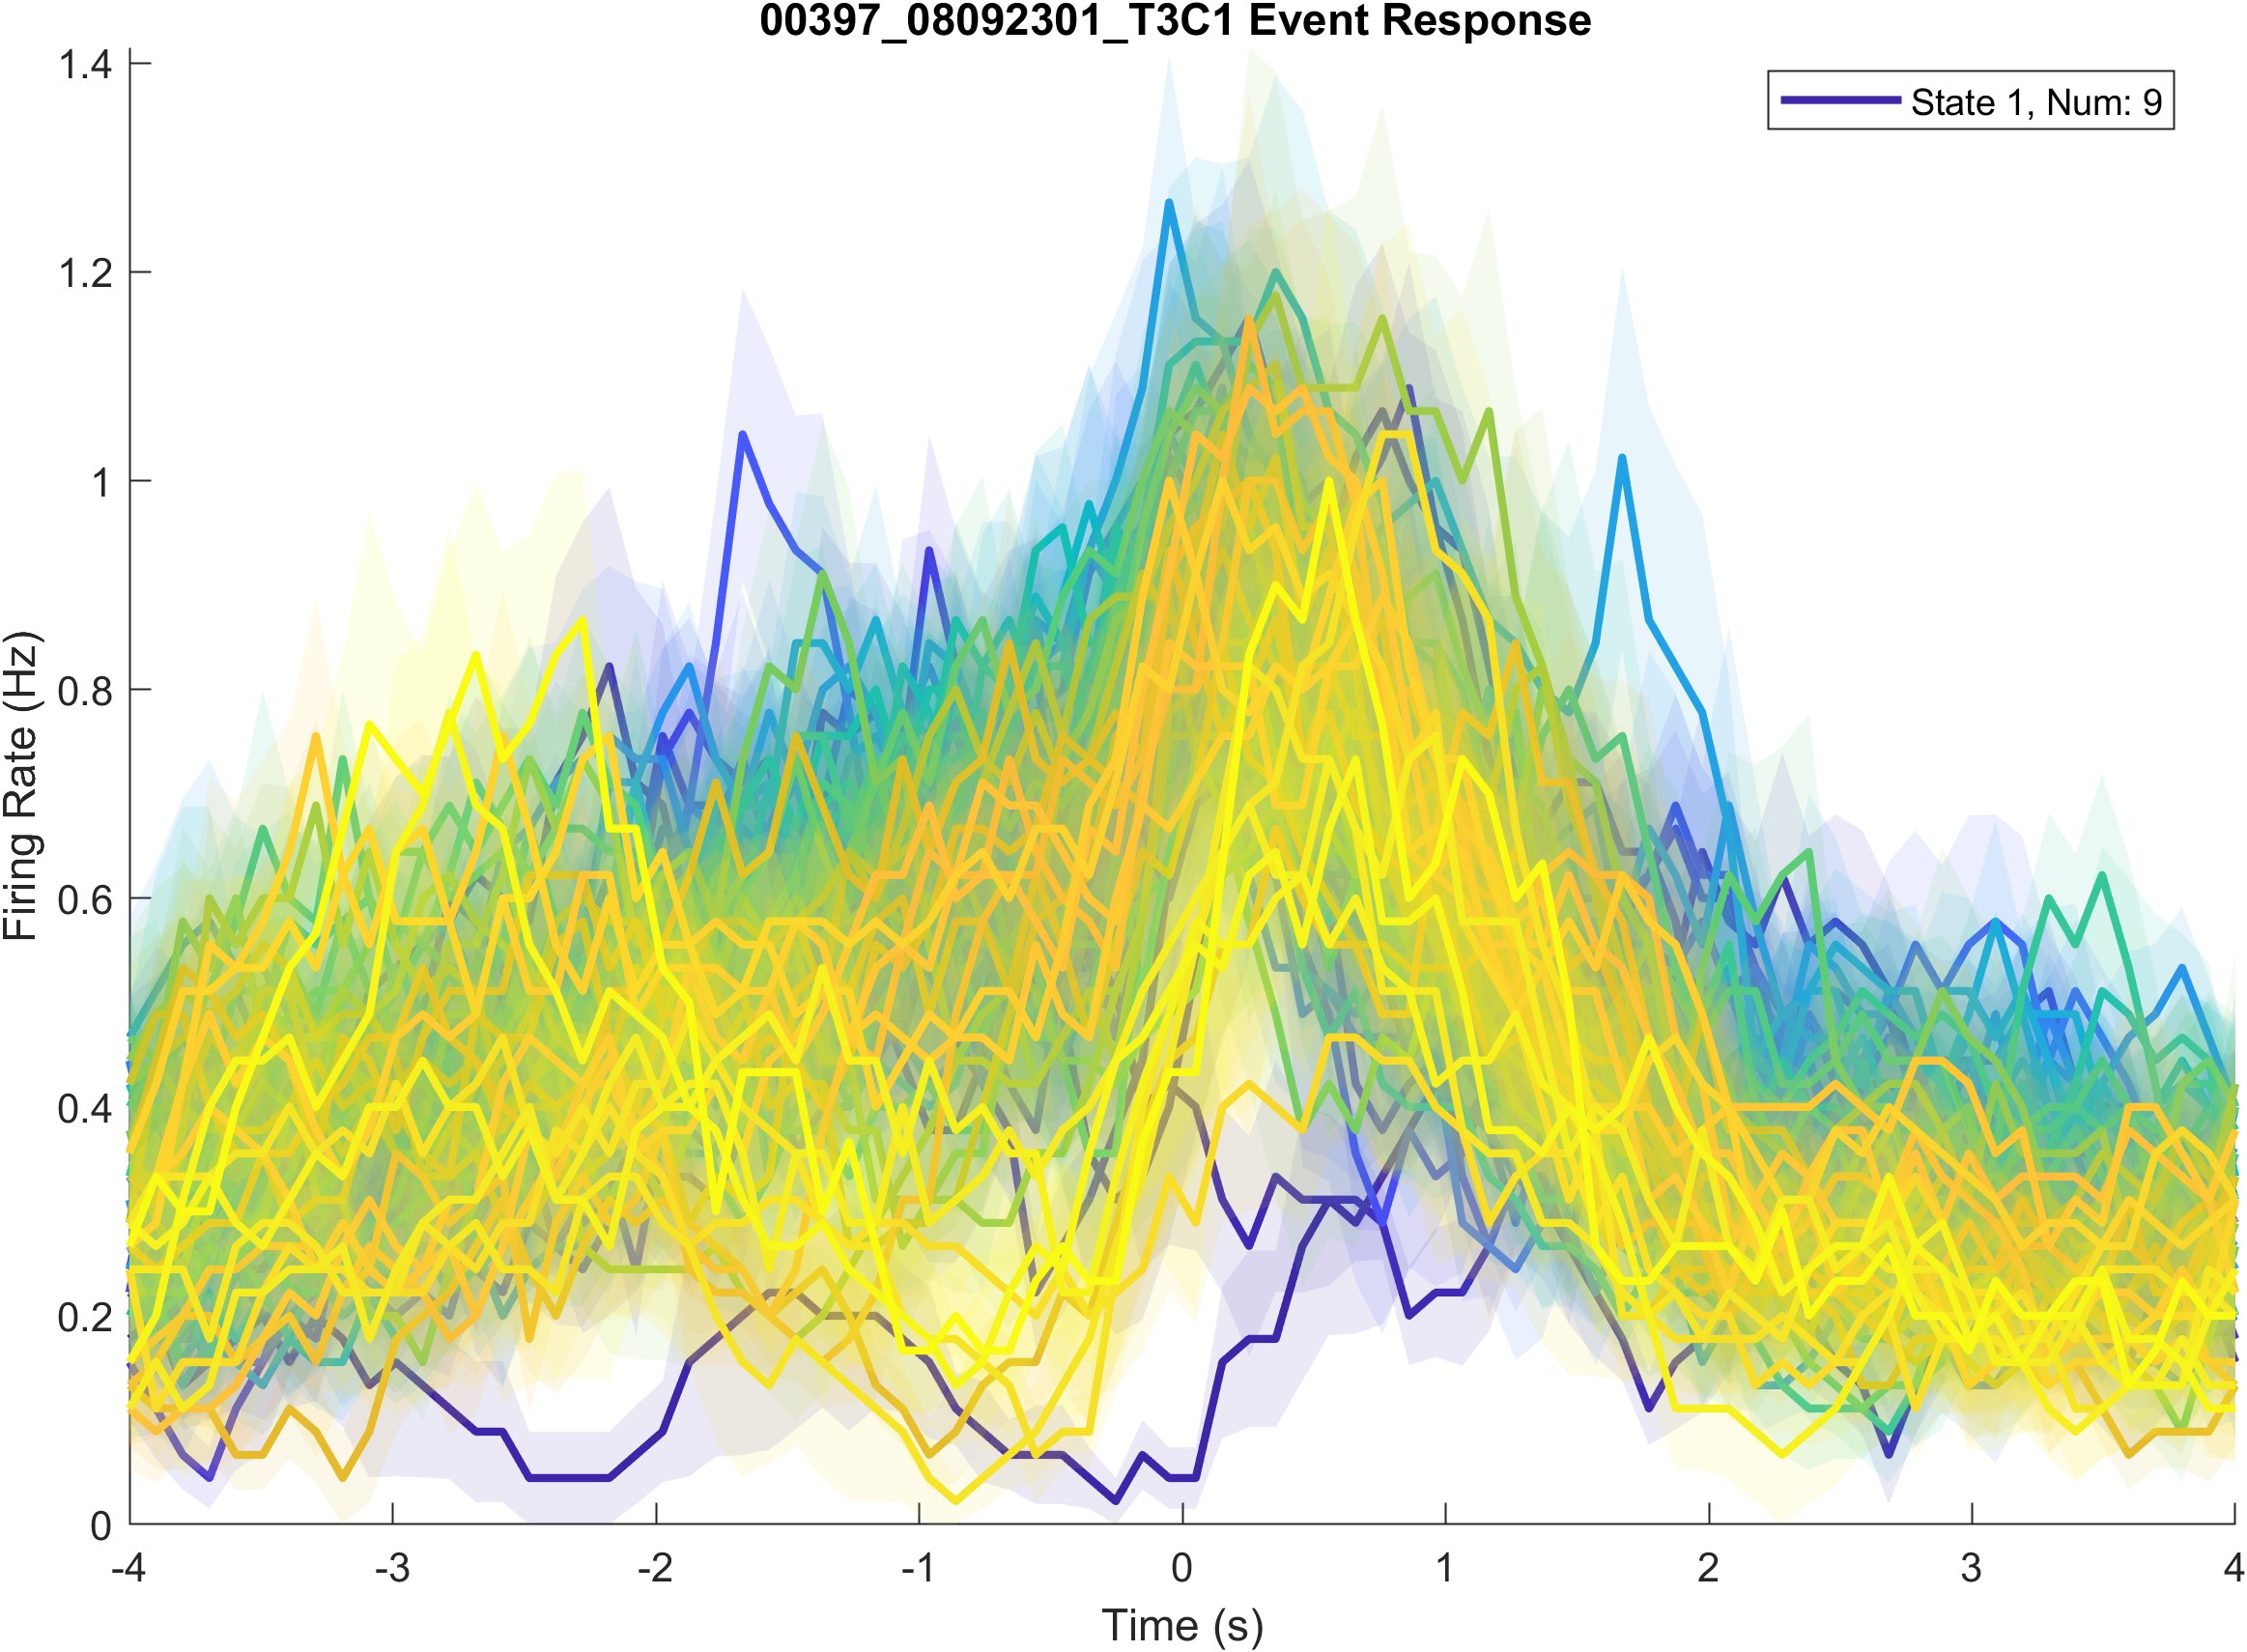 00397_08092301_T3C1 Event Response
State 1, Num: 9
Firing Rate (Hz)
1.4
1.2
1
0.8
0.6
0.4
0.2
0
-4 -3 -2 -1 0 1 2 3 4
Time (s)